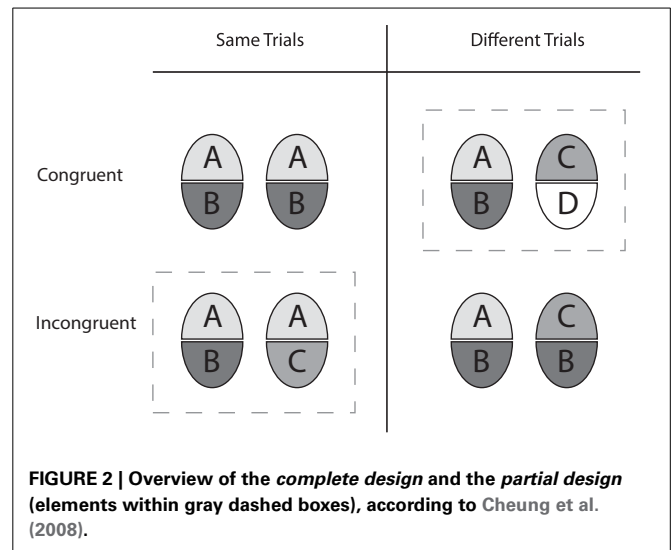 Same Trials Different Trials
Congruent
A A A C
B B B D
Incongruent
A A A C
B C B B
FIGURE 2 | Overview of the complete design and the partial design
(elements within gray dashed boxes), according to Cheung et al.
(2008).